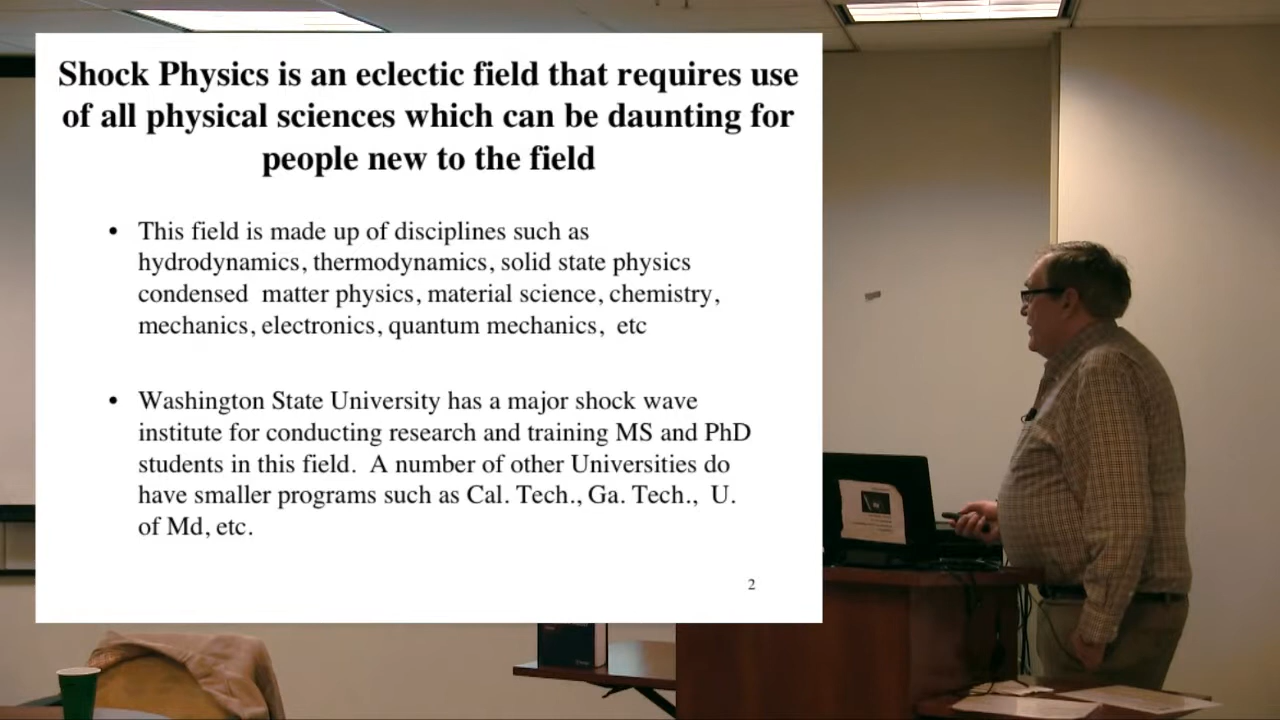 Shock Physics is an eclectic field that requires use
of all physical sciences which can be daunting for
people new to the field
• This field is made up of disciplines such as
hydrodynamics, thermodynamics, solid state physics
condensed  matter physics, material science, chemistry,
mechanics, electronics, quantum mechanics,  etc
• Washington State University has a major shock wave
institute for conducting research and training MS and PhD
students in this field.  A number of other Universities do
have smaller programs such as Cal. Tech., Ga. Tech.,  U.
of Md, etc.
2